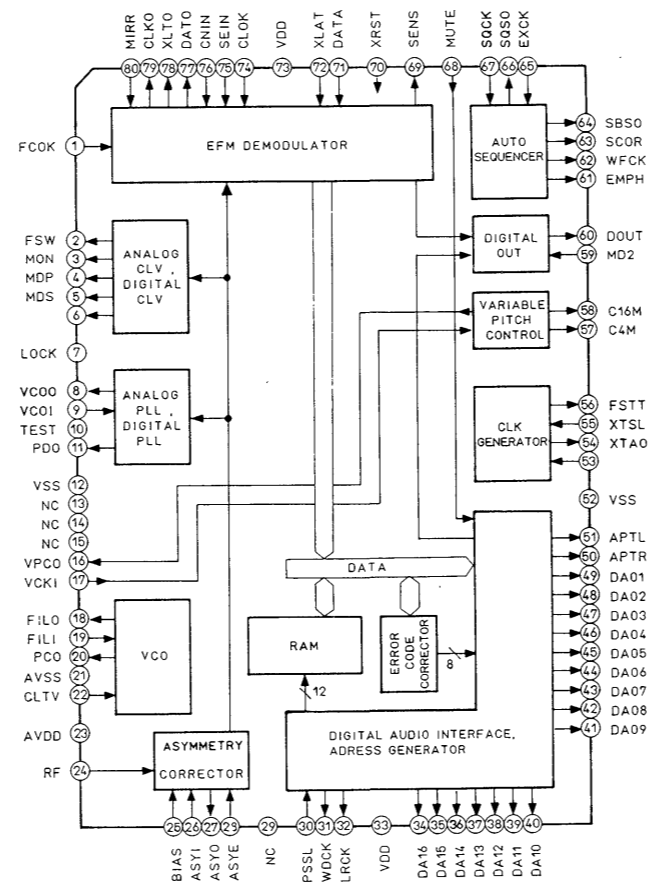 MIRR
CLKO
XLTO
DATO
CNIN
SEIN
CLOK
VDD
XLAT
DATA
XRST
SENS
MUTE
SQCK
SQSO
EXCK
80
79
78
77
76
75
74
73
72
71
70
69
68
67
66
65
FCOK 1
EFM DEMODULATOR
AUTO
SEQUENCER
64 SBSO
63 SCOR
62 WFCK
61 EMPH
FSW 2
MON 3
MDP 4
MDS 5
6
ANALOG
CLV,
DIGITAL
CLV
DIGITAL
OUT
60 DOUT
59 MD2
VARIABLE
PITCH
CONTROL
58 C16M
57 C4M
LOCK 7
VCOO 8
VCOI 9
TEST 10
PDO 11
ANALOG
PLL,
DIGITAL
PLL
CLK
GENERATOR
56 FSTT
55 XTSL
54 XTAO
53
VSS 12
NC 13
NC 14
NC 15
VPCO 16
VCKI 17
52 VSS
51 APTL
50 APTR
49 DA01
48 DA02
47 DA03
46 DA04
45 DA05
44 DA06
43 DA07
42 DA08
41 DA09
DATA
FILO 18
FILI 19
PCO 20
AVSS 21
CLTV 22
VCO
RAM
ERROR
CODE
CORRECTOR
8
12
AVDD 23
RF 24
ASYMMETRY
CORRECTOR
DIGITAL AUDIO INTERFACE,
ADRESS GENERATOR
25
26
27
28
29
30
31
32
33
34
35
36
37
38
39
40
BIAS
ASYI
ASYO
ASYE
NC
PSSL
WDCK
LRCK
VDD
DA16
DA15
DA14
DA13
DA12
DA11
DA10